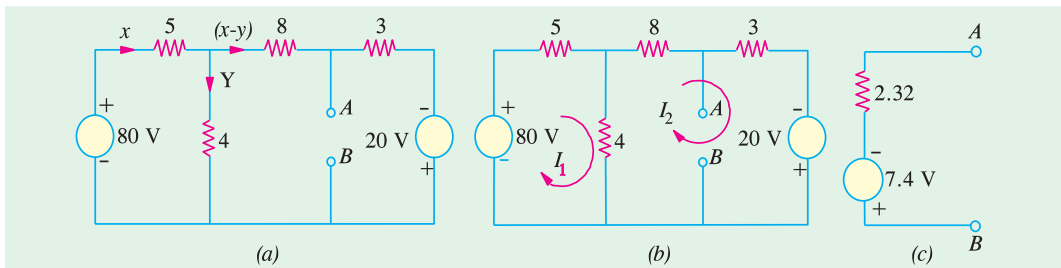 x 5 (x-y) 8 3
Y
+
80 V
-
4
A
B
-
20 V
+
(a)
5 8 3
+
80 V
-
I1
4
I2
A
B
-
20 V
+
(b)
A
2.32
-
7.4 V
+
B
(c)